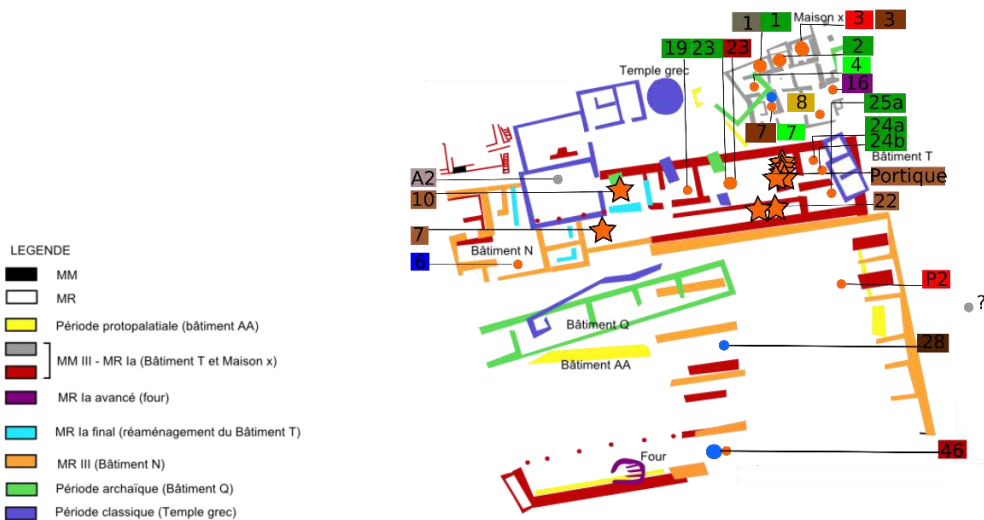 1 1 Maison x 3 3
19 23 23 2
4
Temple grec
16
8 25a
7 7 24a
24b
Bâtiment T
A2 Portique
10
22
7
Bâtiment N
6
LEGENDE
MM
P2
MR
?
Période protopalatiale (bâtiment AA)
Bâtiment Q
28
MM III - MR Ia (Bâtiment T et Maison x)
Bâtiment AA
MR Ia avancé (four)
MR Ia final (réaménagement du Bâtiment T)
MR III (Bâtiment N)
Four
46
Période archaïque (Bâtiment Q)
Période classique (Temple grec)